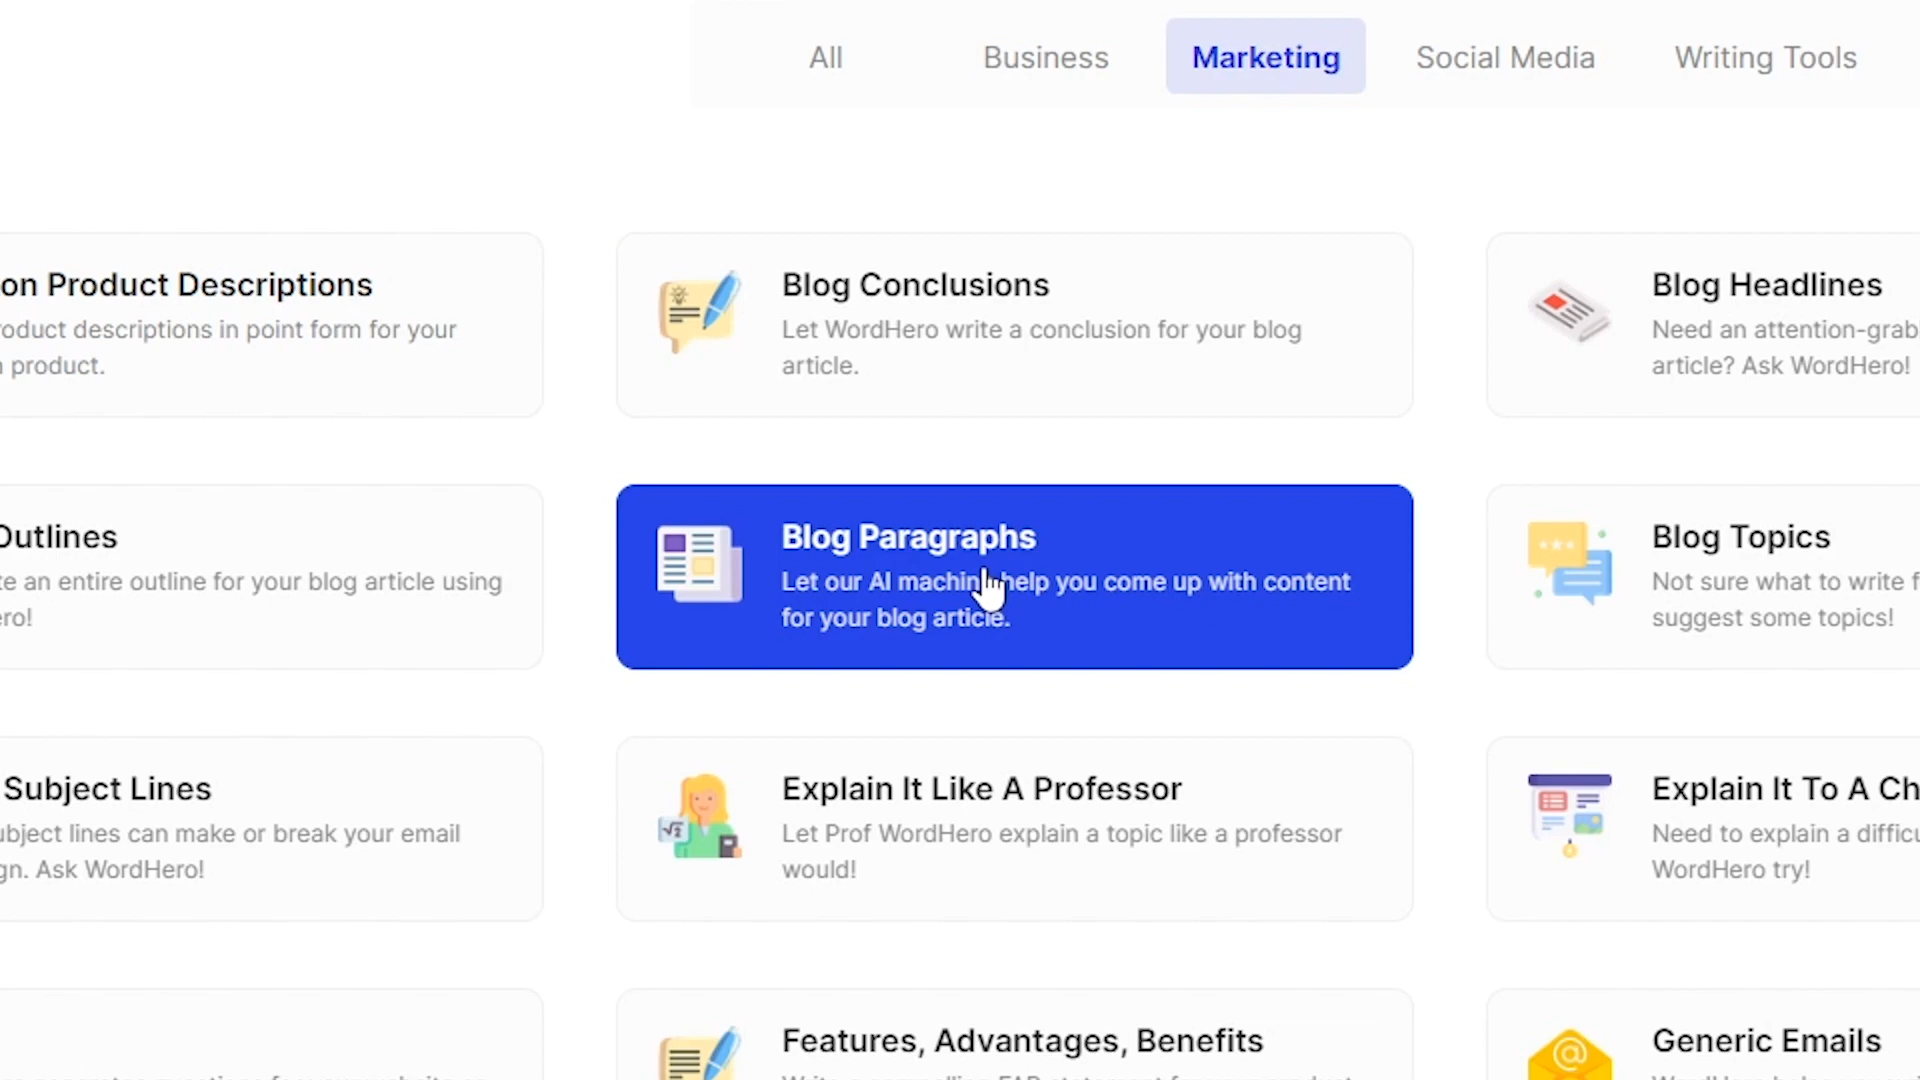 All
Business
Marketing
Social Media
Writing Tools
on Product Descriptions
roduct descriptions in point form for your
product.
Blog Conclusions
Let WordHero write a conclusion for your blog
article.
Blog Headlines
Need an attention-grab
article? Ask WordHero!
Outlines
te an entire outline for your blog article using
ero!
Blog Paragraphs
Let our AI machin help you come up with content
for your blog article.
Blog Topics
Not sure what to write f
suggest some topics!
Subject Lines
ubject lines can make or break your email
gn. Ask WordHero!
Explain It Like A Professor
Let Prof WordHero explain a topic like a professor
would!
Explain It To A Ch
Need to explain a difficu
WordHero try!
Features, Advantages, Benefits
Generic Emails